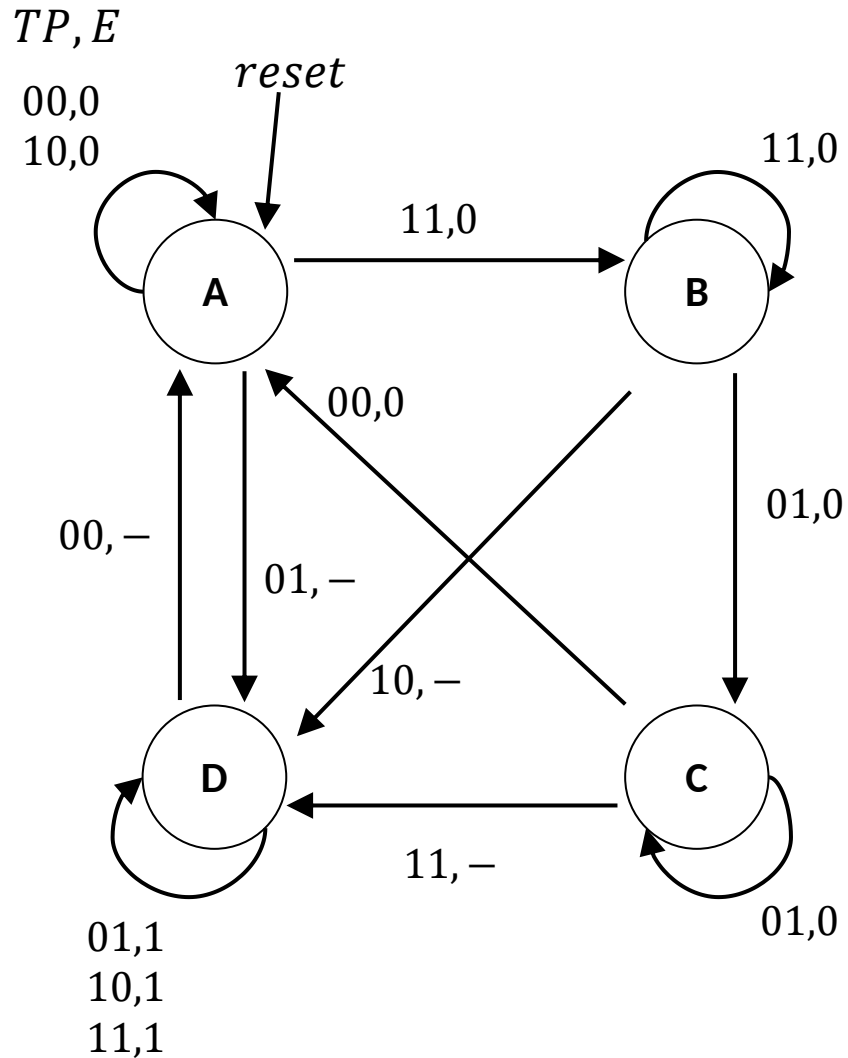 TP, E
reset
00,0
10,0
11,0
11,0
A
B
00,0
01,0
00, −
01, −
10, −
D
C
11, −
01,0
01,1
10,1
11,1